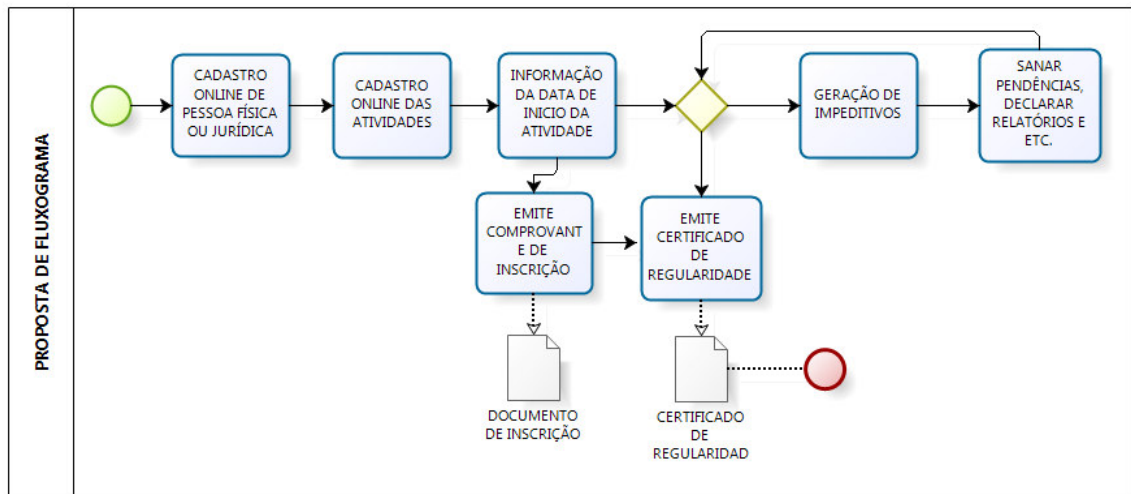 PROPOSTA DE FLUXOGRAMA
CADASTRO
ONLINE DE
PESSOA FÍSICA
OU JURÍDICA
CADASTRO
ONLINE DAS
ATIVIDADES
INFORMAÇÃO
DA DATA DE
INICIO DA
ATIVIDADE
GERAÇÃO DE
IMPEDITIVOS
SANAR
PENDÊNCIAS,
DECLARAR
RELATÓRIOS E
ETC.
EMITE
COMPROVANT
E DE
INSCRIÇÃO
EMITE
CERTIFICADO
DE
REGULARIDADE
DOCUMENTO
DE INSCRIÇÃO
CERTIFICADO
DE
REGULARIDAD